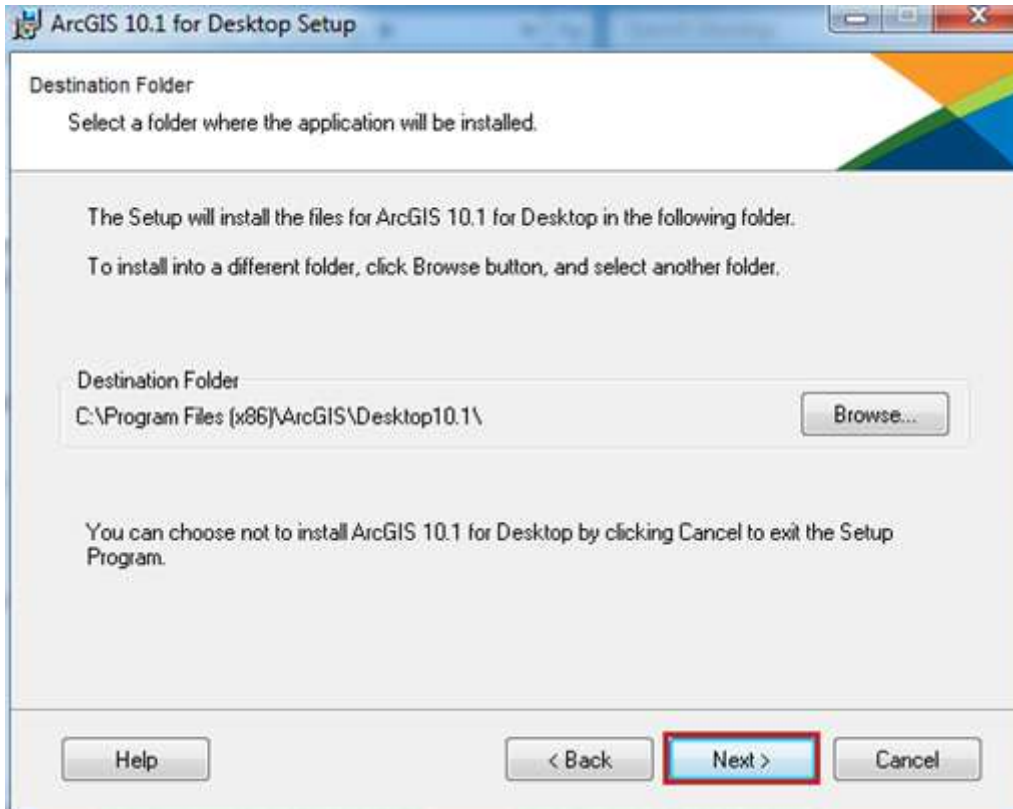 ArcGIS 10.1 for Desktop Setup
Destination Folder
Select a folder where the application will be installed.
The Setup will install the files for ArcGIS 10.1 for Desktop in the following folder.
To install into a different folder, click Browse button, and select another folder.
Destination Folder
C:\Program Files (x86)\ArcGIS\Desktop10.1\
Browse...
You can choose not to install ArcGIS 10.1 for Desktop by clicking Cancel to exit the Setup
Program.
Help
< Back
Next >
Cancel